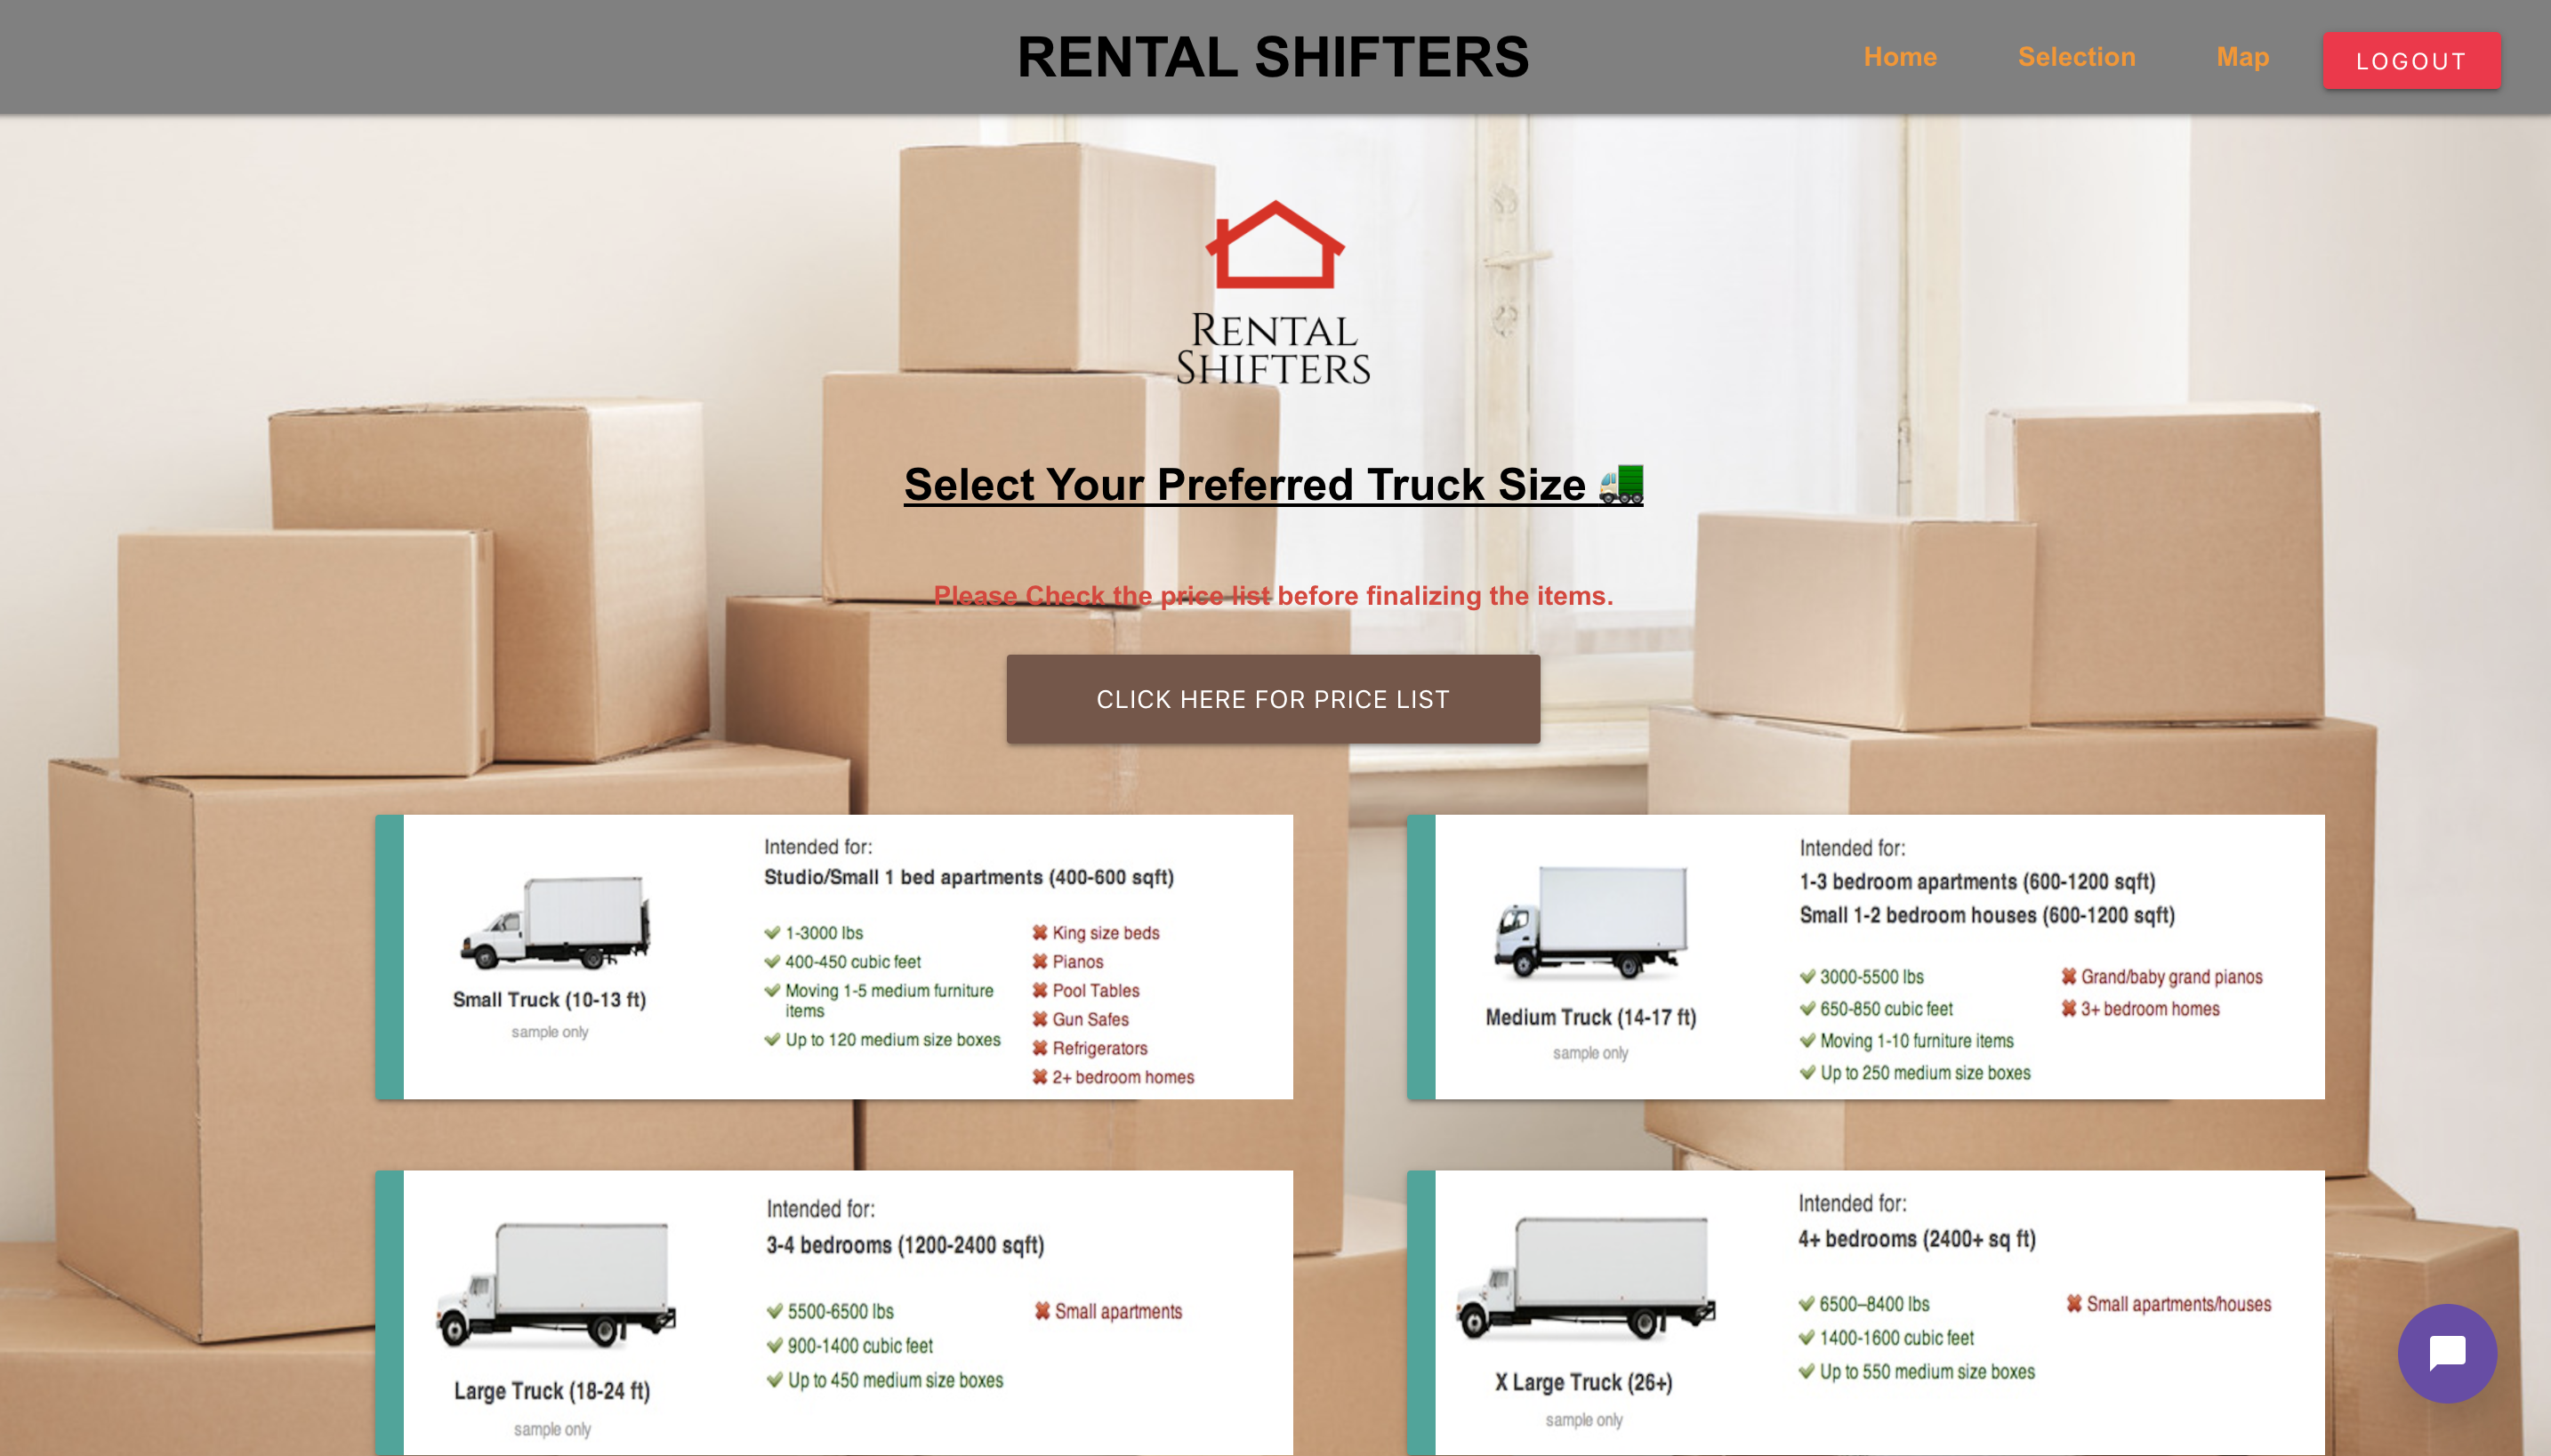 RENTAL SHIFTERS
Home
Selection
Map
LOGOUT
RENTAL
SHIFTERS
Select Your Preferred Truck Size 🚛
Please Check the price list before finalizing the items.
CLICK HERE FOR PRICE LIST
Intended for:
Studio/Small 1 bed apartments (400-600 sqft)
1-3000 lbs
400-450 cubic feet
Moving 1-5 medium furniture
items
Up to 120 medium size boxes
King size beds
Pianos
Pool Tables
Gun Safes
Refrigerators
2+ bedroom homes
Small Truck (10-13 ft)
sample only
Intended for:
1-3 bedroom apartments (600-1200 sqft)
Small 1-2 bedroom houses (600-1200 sqft)
3000-5500 lbs
650-850 cubic feet
Moving 1-10 furniture items
Up to 250 medium size boxes
Grand/baby grand pianos
3+ bedroom homes
Medium Truck (14-17 ft)
sample only
Intended for:
3-4 bedrooms (1200-2400 sqft)
5500-6500 lbs
900-1400 cubic feet
Up to 450 medium size boxes
Small apartments
Large Truck (18-24 ft)
sample only
Intended for:
4+ bedrooms (2400+ sq ft)
6500–8400 lbs
1400-1600 cubic feet
Up to 550 medium size boxes
Small apartments/houses
X Large Truck (26+)
sample only